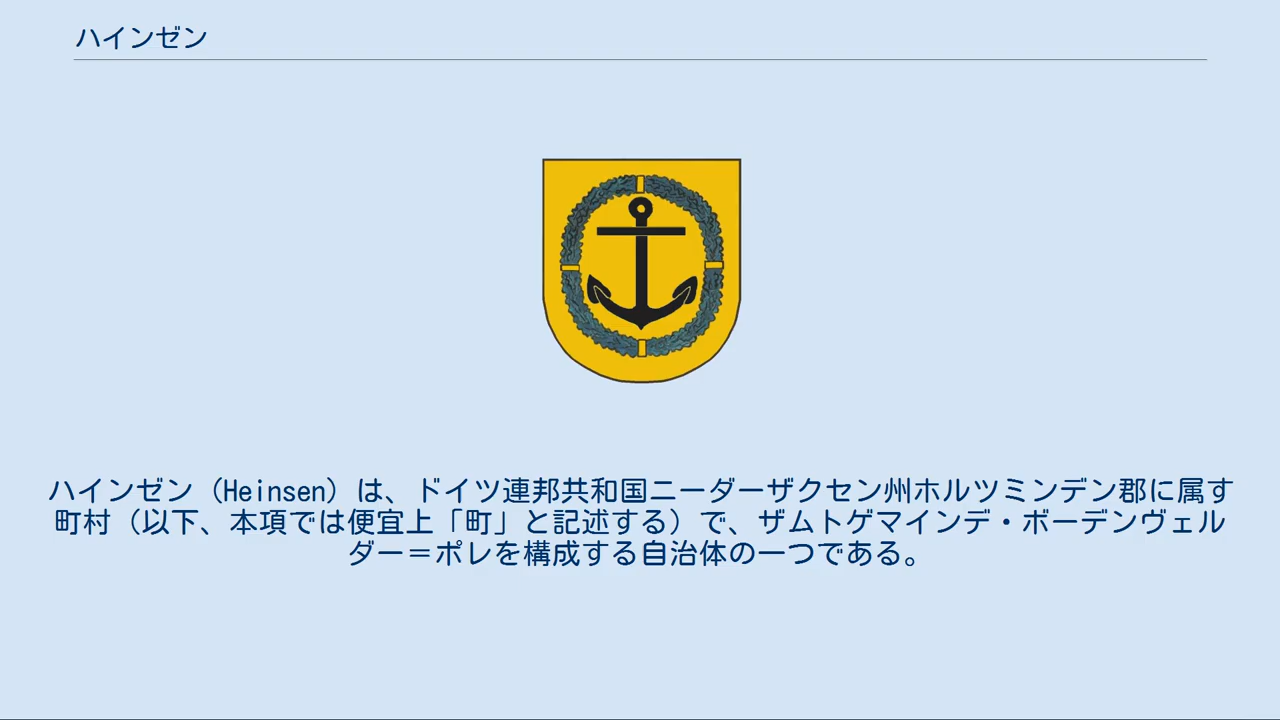 ハインゼン
ハインゼン（Heinsen）は、ドイツ連邦共和国ニーダーザクセン州ホルツミンデン郡に属す
町村（以下、本項では便宜上「町」と記述する）で、ザムトゲマインデ・ボーデンヴェル
ダー＝ポレを構成する自治体の一つである。